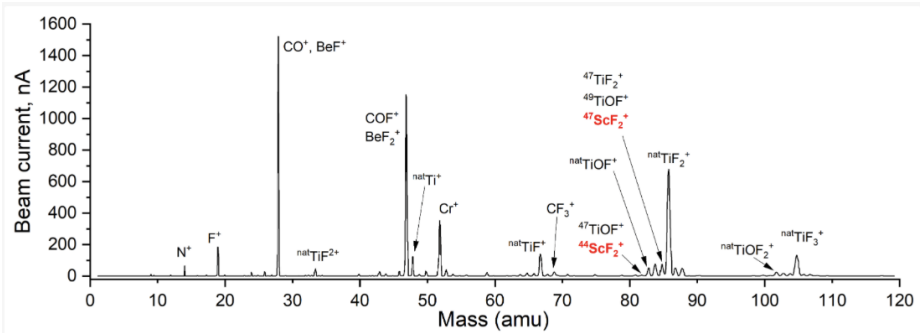 Beam current, nA
1600
1400
1200
1000
800
600
400
200
0
0 10 20 30 40 50 60 70 80 90 100 110 120
Mass (amu)
N⁺
F⁺
CO⁺, BeF⁺
ⁿᵃᵗTiF²⁺
COF⁺
BeF₂⁺
ⁿᵃᵗTi⁺
Cr⁺
ⁿᵃᵗTiF⁺
CF₃⁺
⁴⁷TiOF⁺
⁴⁴ScF₂⁺
ⁿᵃᵗTiOF⁺
⁴⁷TiF₂⁺
⁴⁹TiOF⁺
⁴⁷ScF₂⁺
ⁿᵃᵗTiF₂⁺
ⁿᵃᵗTiOF₂⁺
ⁿᵃᵗTiF₃⁺